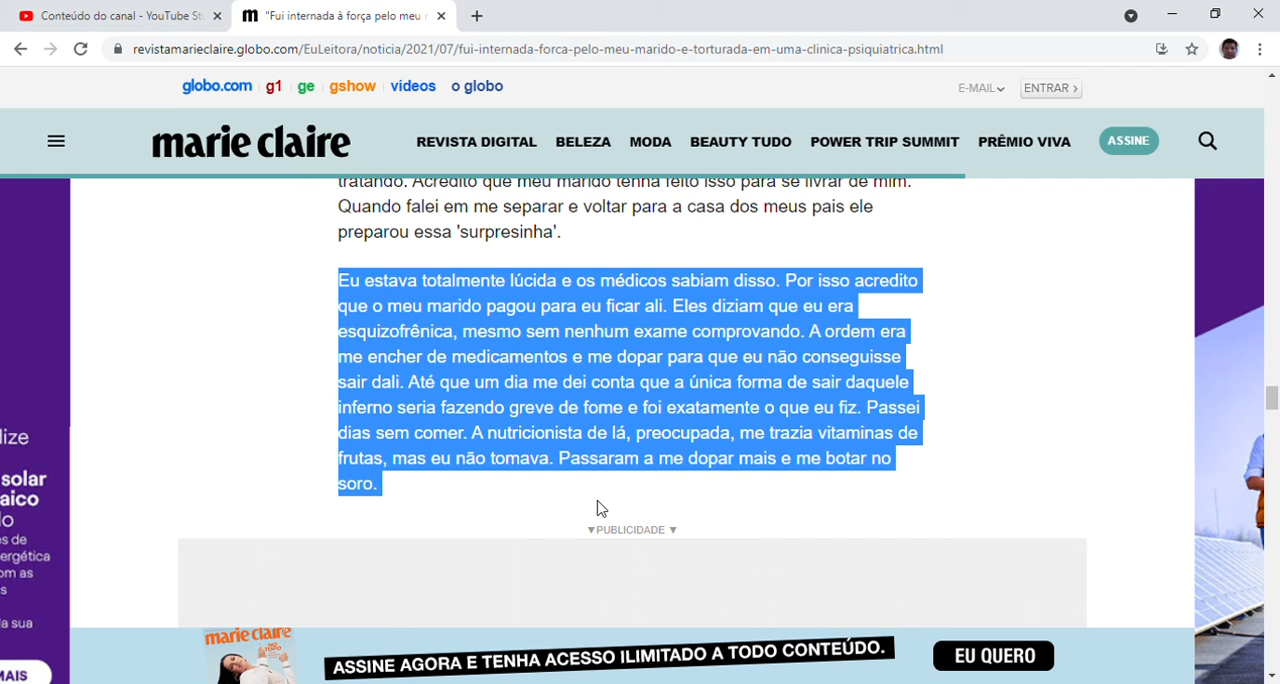 Conteúdo do canal - YouTube St
"Fui internada à força pelo meu
revistamarieclaire.globo.com/EuLeitora/noticia/2021/07/fui-internada-forca-pelo-meu-marido-e-torturada-em-uma-clinica-psiquiatrica.html
globo.com g1 ge gshow vídeos o globo
E-MAIL ENTRAR
marie claire REVISTA DIGITAL BELEZA MODA BEAUTY TUDO POWER TRIP SUMMIT PRÊMIO VIVA ASSINE
tratando. Acredito que meu marido tenha feito isso para se livrar de mim.
Quando falei em me separar e voltar para a casa dos meus pais ele
preparou essa 'surpresinha'.
Eu estava totalmente lúcida e os médicos sabiam disso. Por isso acredito
que o meu marido pagou para eu ficar ali. Eles diziam que eu era
esquizofrênica, mesmo sem nenhum exame comprovando. A ordem era
me encher de medicamentos e me dopar para que eu não conseguisse
sair dali. Até que um dia me dei conta que a única forma de sair daquele
inferno seria fazendo greve de fome e foi exatamente o que eu fiz. Passei
dias sem comer. A nutricionista de lá, preocupada, me trazia vitaminas de
frutas, mas eu não tomava. Passaram a me dopar mais e me botar no
soro.
▼PUBLICIDADE ▼
lize
solar
aico
lo
es de
ergética
om as
s
a sua
MAIS
marie claire
ASSINE AGORA E TENHA ACESSO ILIMITADO A TODO CONTEÚDO.
EU QUERO